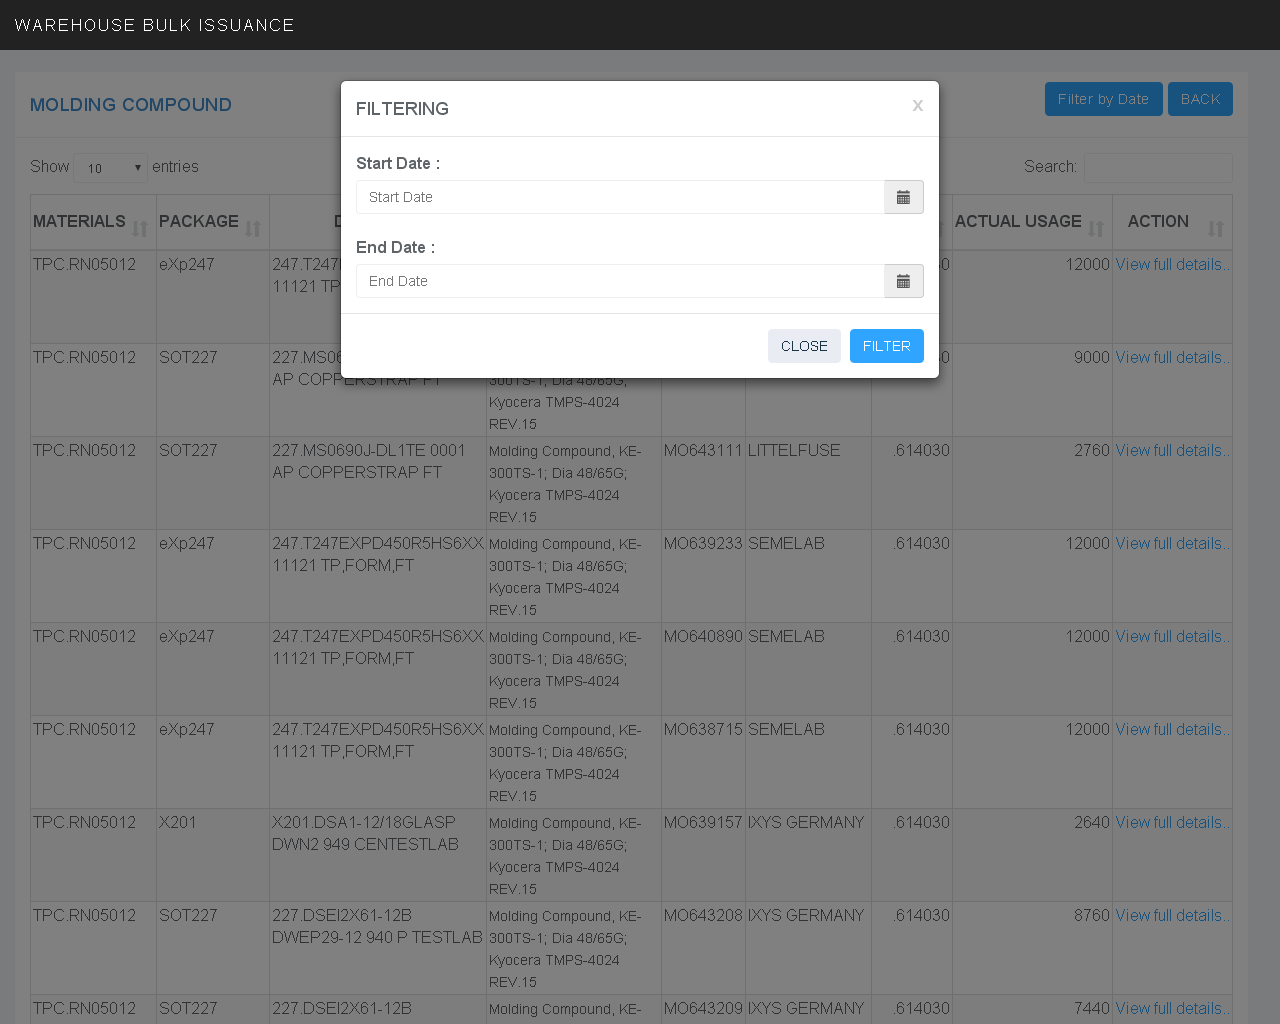 WAREHOUSE BULK ISSUANCE
MOLDING COMPOUND
Filter by Date
BACK
FILTERING
x
Start Date :
Start Date
End Date :
End Date
CLOSE
FILTER
Show 10 entries
Search:
MATERIALS PACKAGE ACTUAL USAGE ACTION
TPC.RN05012 eXp247 12000 View full details..
11121 TP
TPC.RN05012 SOT227 9000 View full details..
AP COPPERSTRAP FT 300TS-1; Dia 48/65G;
Kyocera TMPS-4024
REV.15
TPC.RN05012 SOT227 227.MS0690J-DL1TE 0001 Molding Compound, KE- MO643111 LITTELFUSE .614030 2760 View full details..
AP COPPERSTRAP FT 300TS-1; Dia 48/65G;
Kyocera TMPS-4024
REV.15
TPC.RN05012 eXp247 247.T247EXPD450R5HS6XX Molding Compound, KE- MO639233 SEMELAB .614030 12000 View full details..
11121 TP,FORM,FT 300TS-1; Dia 48/65G;
Kyocera TMPS-4024
REV.15
TPC.RN05012 eXp247 247.T247EXPD450R5HS6XX Molding Compound, KE- MO640890 SEMELAB .614030 12000 View full details..
11121 TP,FORM,FT 300TS-1; Dia 48/65G;
Kyocera TMPS-4024
REV.15
TPC.RN05012 eXp247 247.T247EXPD450R5HS6XX Molding Compound, KE- MO638715 SEMELAB .614030 12000 View full details..
11121 TP,FORM,FT 300TS-1; Dia 48/65G;
Kyocera TMPS-4024
REV.15
TPC.RN05012 X201 X201.DSA1-12/18GLASP Molding Compound, KE- MO639157 IXYS GERMANY .614030 2640 View full details..
DWN2 949 CENTESTLAB 300TS-1; Dia 48/65G;
Kyocera TMPS-4024
REV.15
TPC.RN05012 SOT227 227.DSEI2X61-12B Molding Compound, KE- MO643208 IXYS GERMANY .614030 8760 View full details..
DWEP29-12 940 P TESTLAB 300TS-1; Dia 48/65G;
Kyocera TMPS-4024
REV.15
TPC.RN05012 SOT227 227.DSEI2X61-12B Molding Compound, KE- MO643209 IXYS GERMANY .614030 7440 View full details..